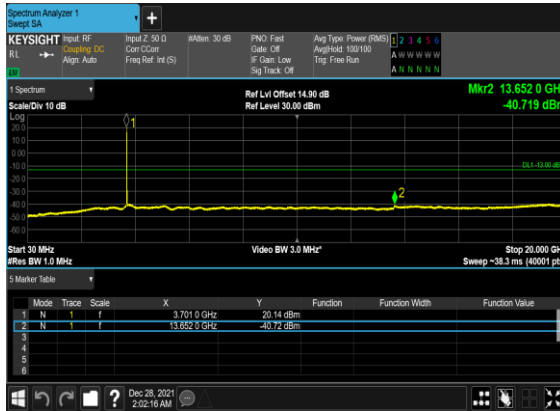 Spectrum Analyzer 1
Swept SA
+
KEYSIGHT Input: RF Input Z: 50 Ω #Atten: 30 dB PNO: Fast Avg Type: Power (RMS) 1 2 3 4 5 6
RL Coupling: DC Corr CCorr Gate: Off Avg|Hold: 100/100 A W W W W W
Align: Auto Freq Ref: Int (S) IF Gain: Low Trig: Free Run
Sig Track: Off A N N N N N
1 Spectrum Ref Lvl Offset 14.90 dB Mkr2 13.652 0 GHz
Scale/Div 10 dB Ref Level 30.00 dBm -40.719 dBm
Log
20.0
10.0
0.00
-10.0
DL1 -13.00 dB
-20.0
-30.0
-40.0
-50.0
-60.0
1
2
Start 30 MHz Video BW 3.0 MHz* Stop 20.000 GH
#Res BW 1.0 MHz Sweep ~38.3 ms (40001 pts
5 Marker Table
Mode Trace Scale X Y Function Function Width Function Value
1 N 1 f 3.701 0 GHz 20.14 dBm
2 N 1 f 13.652 0 GHz -40.72 dBm
3
4
5
6
? Dec 28, 2021
2:02:16 AM